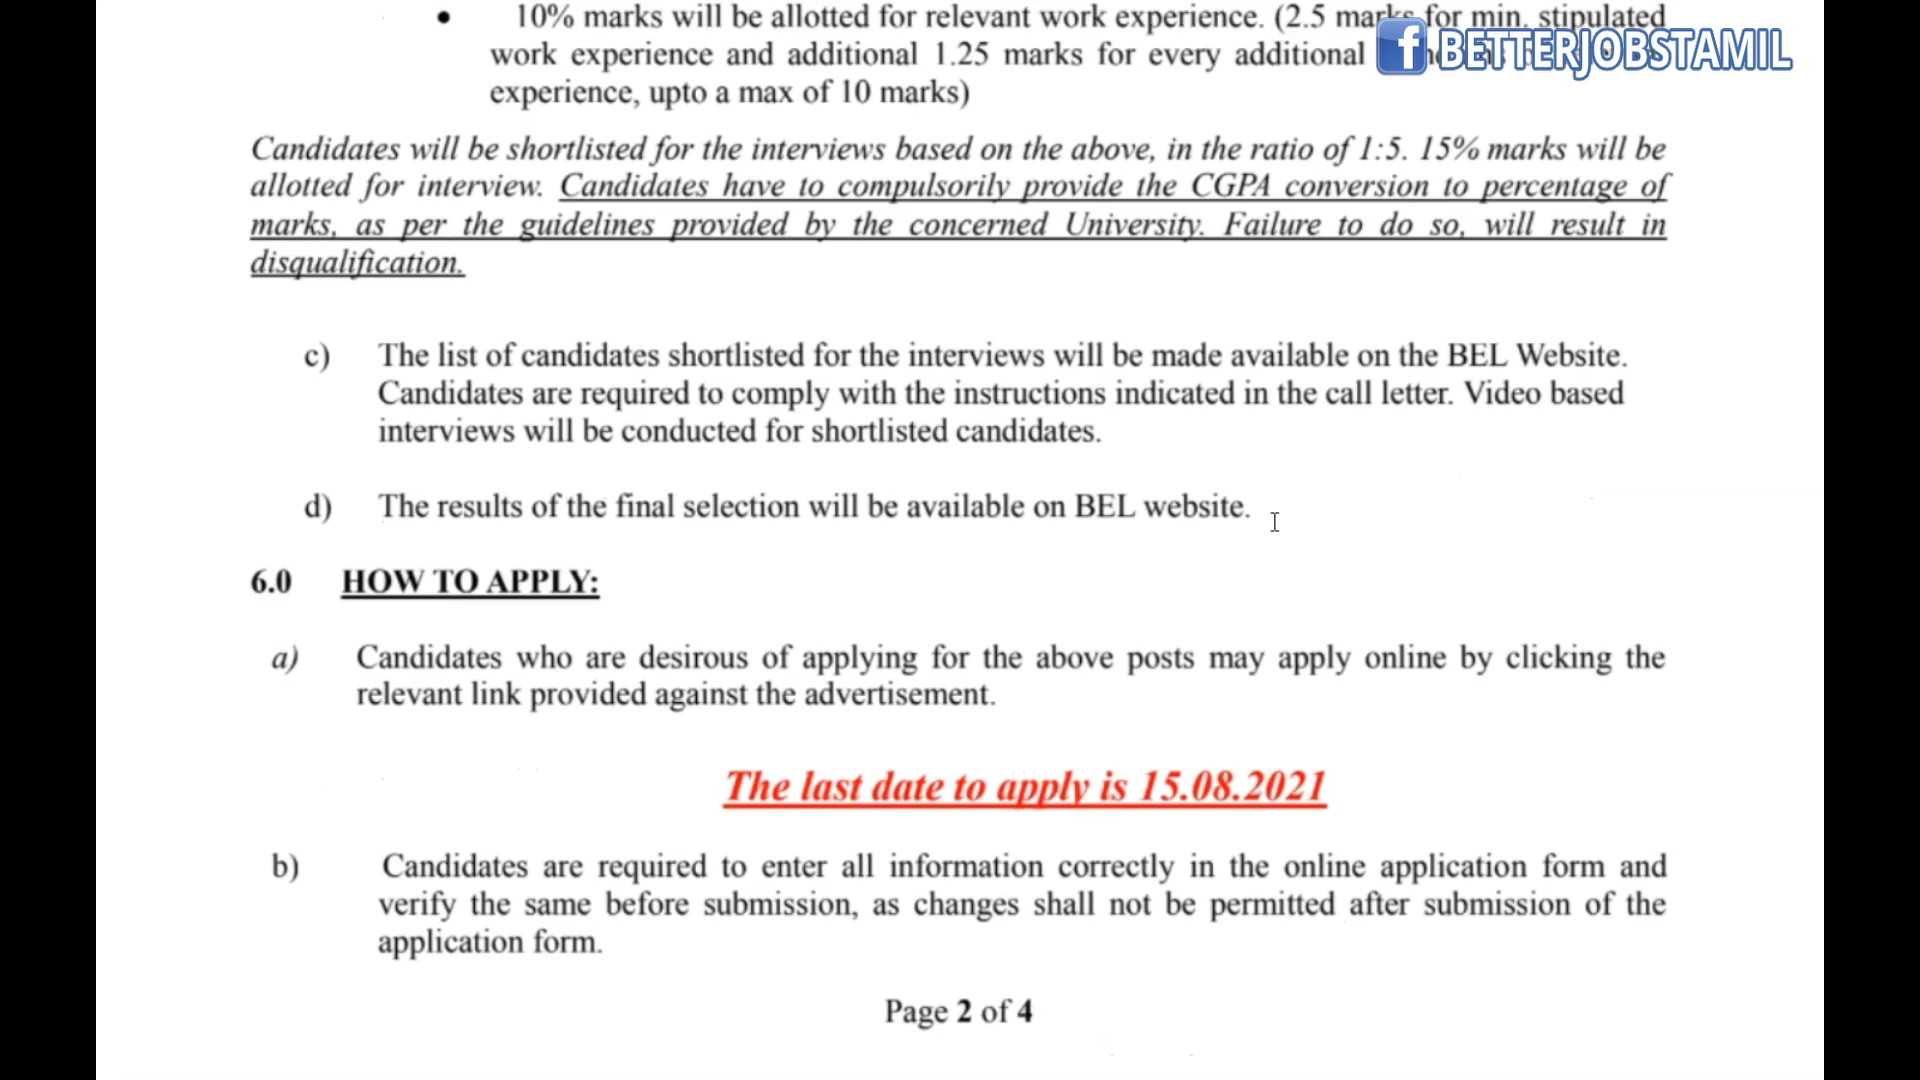 • 10% marks will be allotted for relevant work experience. (2.5 marks for min. stipulated
work experience and additional 1.25 marks for every additional
experience, upto a max of 10 marks)
BETTERJOBSTAMIL
Candidates will be shortlisted for the interviews based on the above, in the ratio of 1:5. 15% marks will be
allotted for interview. Candidates have to compulsorily provide the CGPA conversion to percentage of
marks, as per the guidelines provided by the concerned University. Failure to do so, will result in
disqualification.
c) The list of candidates shortlisted for the interviews will be made available on the BEL Website.
Candidates are required to comply with the instructions indicated in the call letter. Video based
interviews will be conducted for shortlisted candidates.
d) The results of the final selection will be available on BEL website.
6.0 HOW TO APPLY:
a) Candidates who are desirous of applying for the above posts may apply online by clicking the
relevant link provided against the advertisement.
The last date to apply is 15.08.2021
b) Candidates are required to enter all information correctly in the online application form and
verify the same before submission, as changes shall not be permitted after submission of the
application form.
Page 2 of 4